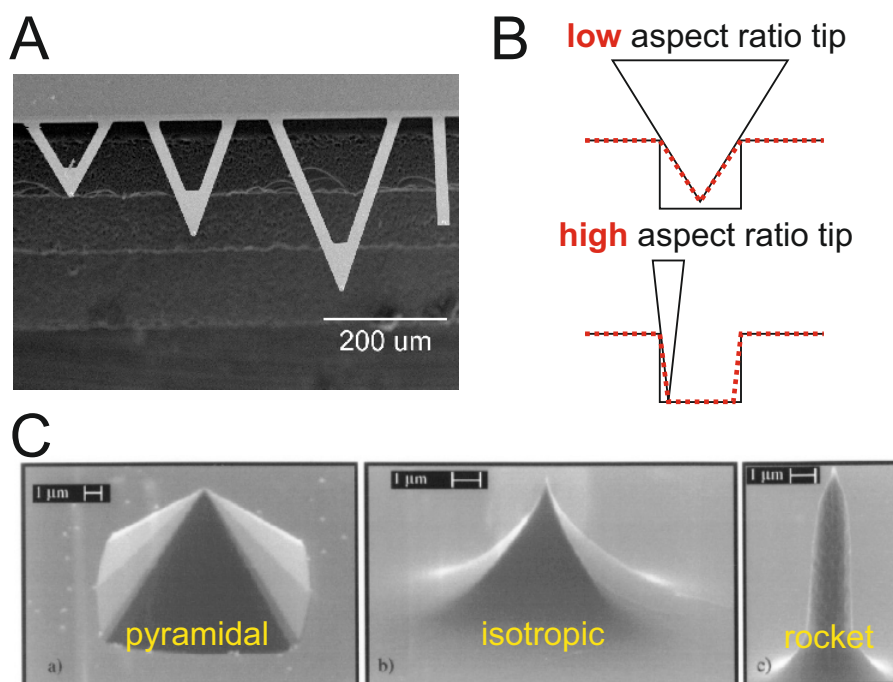 A
200 um
B
low aspect ratio tip
high aspect ratio tip
C
1 μm
pyramidal
a)
1 μm
isotropic
b)
1 μm
rocket
c)